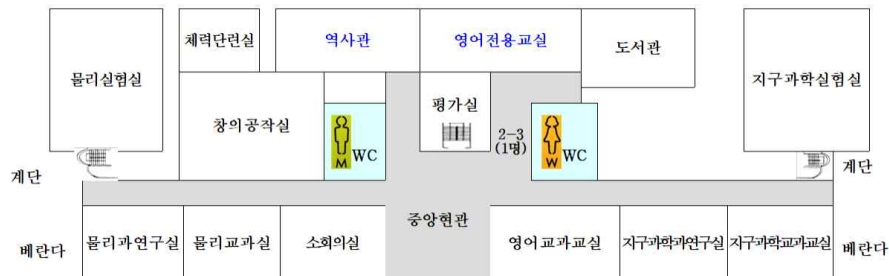 체력단련실
역사관
영어전용교실
도서관
물리실험실
지구과학실험실
평가실
창의공작실
2-3
(1명)
M
WC
W
WC
계단
계단
중앙현관
베란다
물리과연구실
물리교과실
소회의실
영어교과교실
지구과학과연구실
지구과학교과교실
베란다